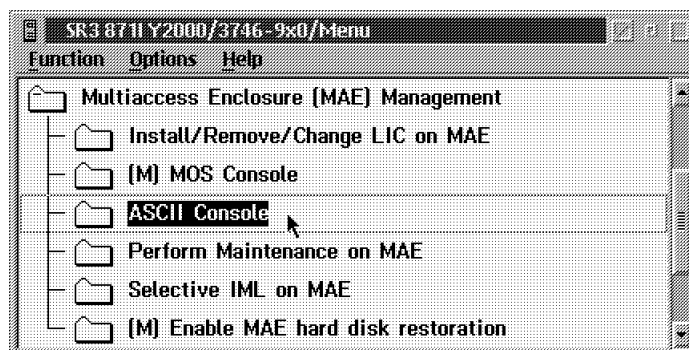 SR3 871I Y2000/3746-9x0/Menu
Function Options Help
Multiaccess Enclosure (MAE) Management
Install/Remove/Change LIC on MAE
(M) MOS Console
ASCII Console
Perform Maintenance on MAE
Selective IML on MAE
(M) Enable MAE hard disk restoration